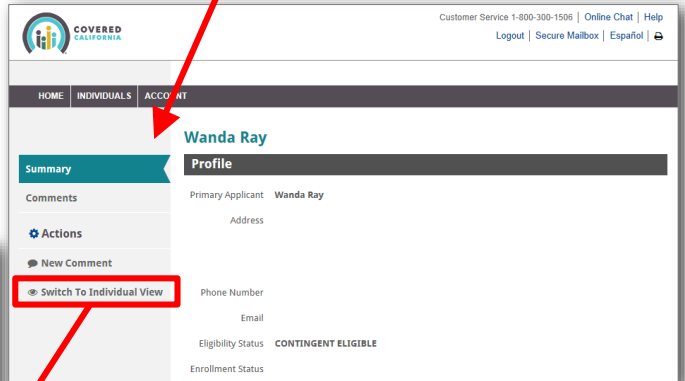 COVERED
CALIFORNIA
Customer Service 1-800-300-1506 | Online Chat | Help
Logout | Secure Mailbox | Español |
HOME INDIVIDUALS ACCOUNT
Wanda Ray
Summary
Profile
Comments
Primary Applicant Wanda Ray
Address
Actions
New Comment
Switch To Individual View
Phone Number
Email
Eligibility Status CONTINGENT ELIGIBLE
Enrollment Status